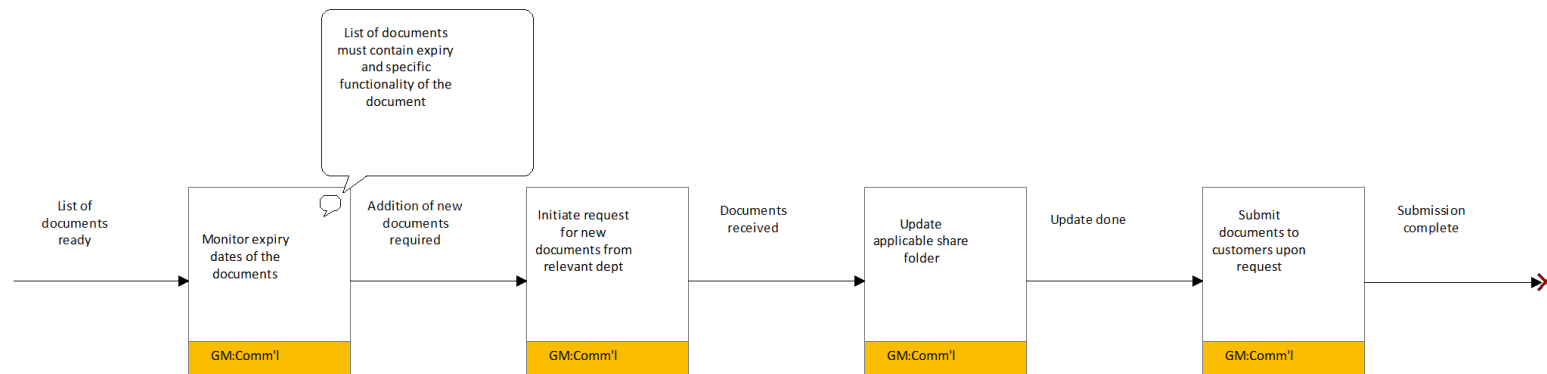 List of documents
must contain expiry
and specific
functionality of the
document
List of
documents
ready
Monitor expiry
dates of the
documents
GM:Comm'l
Addition of new
documents
required
Initiate request
for new
documents from
relevant dept
GM:Comm'l
Documents
received
Update
applicable share
folder
GM:Comm'l
Update done
Submit
documents to
customers upon
request
GM:Comm'l
Submission
complete